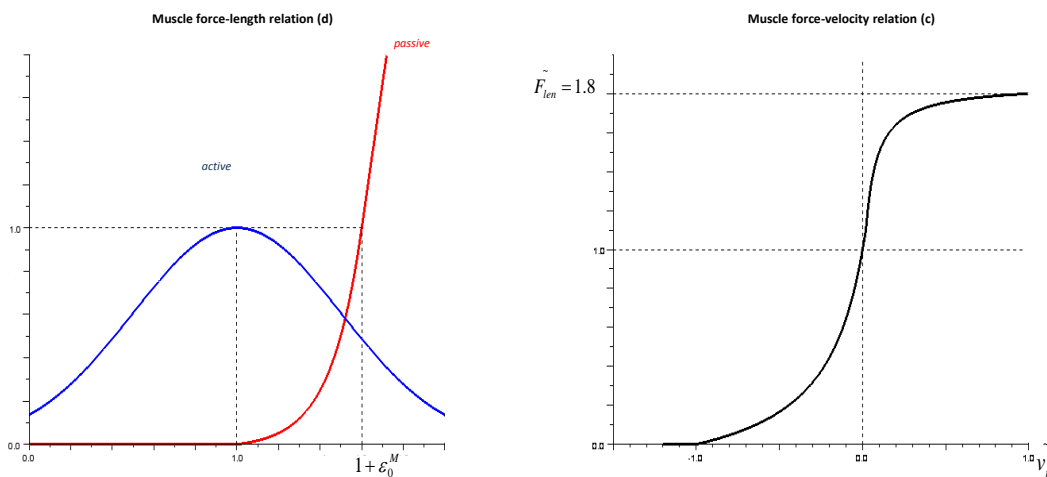 Muscle force-length relation (d)
passive
active
1.0
0.0
0.0
1.0
1 + ε₀ᴹ
Muscle force-velocity relation (c)
F̃ₗₑₙ = 1.8
1.0
0.0
-1.0
0.0
1.0